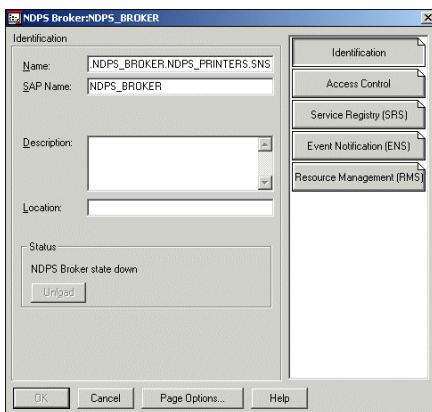 NDPS Broker:NDPS_BROKER
Identification
Name: .NDPS_BROKER.NDPS_PRINTERS.SNS
SAP Name: NDPS_BROKER
Description:
Location:
Status
NDPS Broker state down
Unload
Identification
Access Control
Service Registry (SRS)
Event Notification (ENS)
Resource Management (RMS)
OK Cancel Page Options... Help